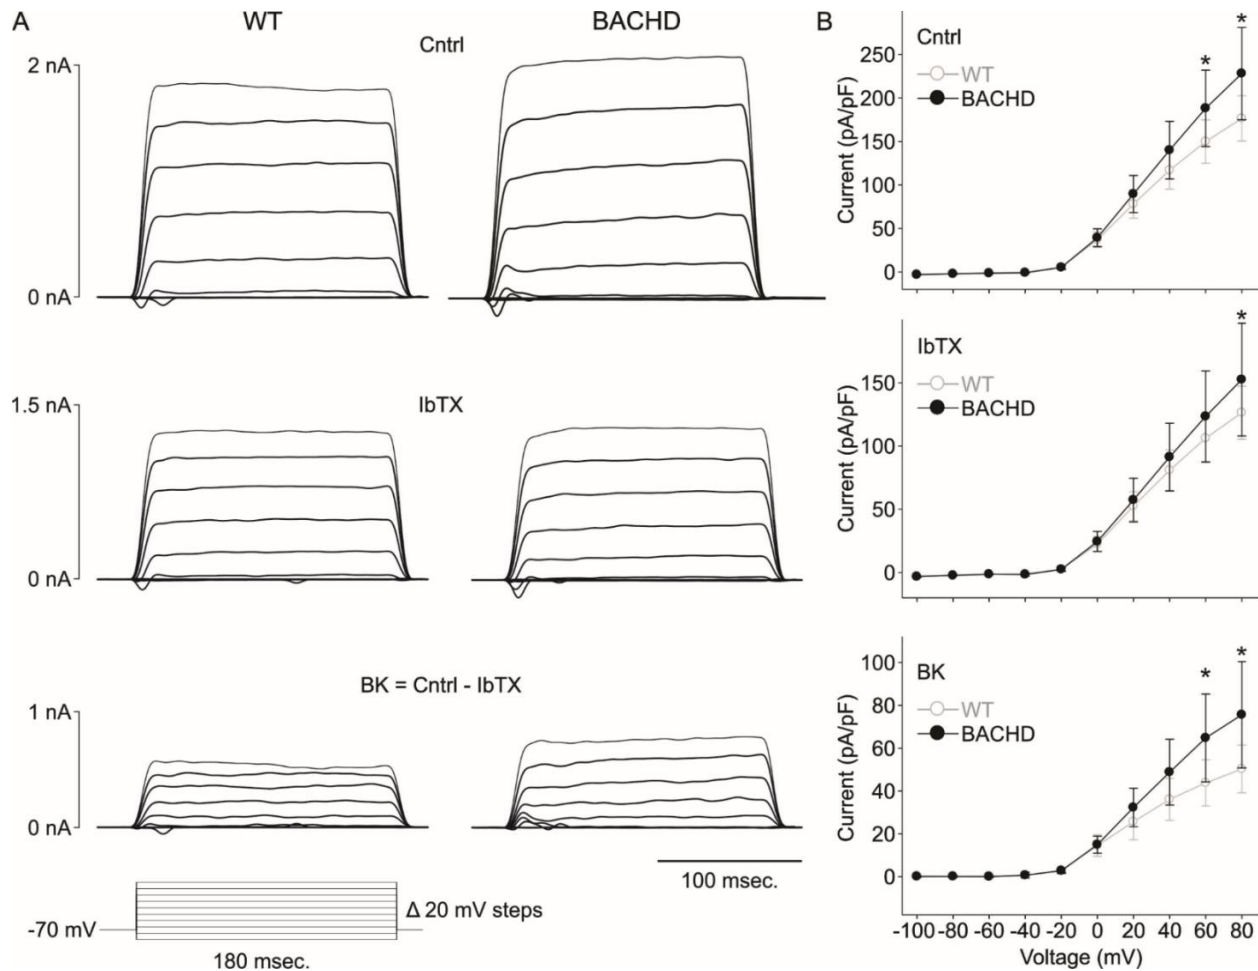 A
WT
BACHD
Cntrl
2 nA
0 nA
1.5 nA
IbTX
0 nA
BK = Cntrl - IbTX
1 nA
0 nA
100 msec.
-70 mV
Δ 20 mV steps
180 msec.
B
Cntrl
WT
BACHD
*
*
250
200
150
100
50
0
Current (pA/pF)
IbTX
WT
BACHD
*
150
100
50
0
Current (pA/pF)
BK
WT
BACHD
*
*
100
80
60
40
20
0
Current (pA/pF)
-100 -80 -60 -40 -20 0 20 40 60 80
Voltage (mV)